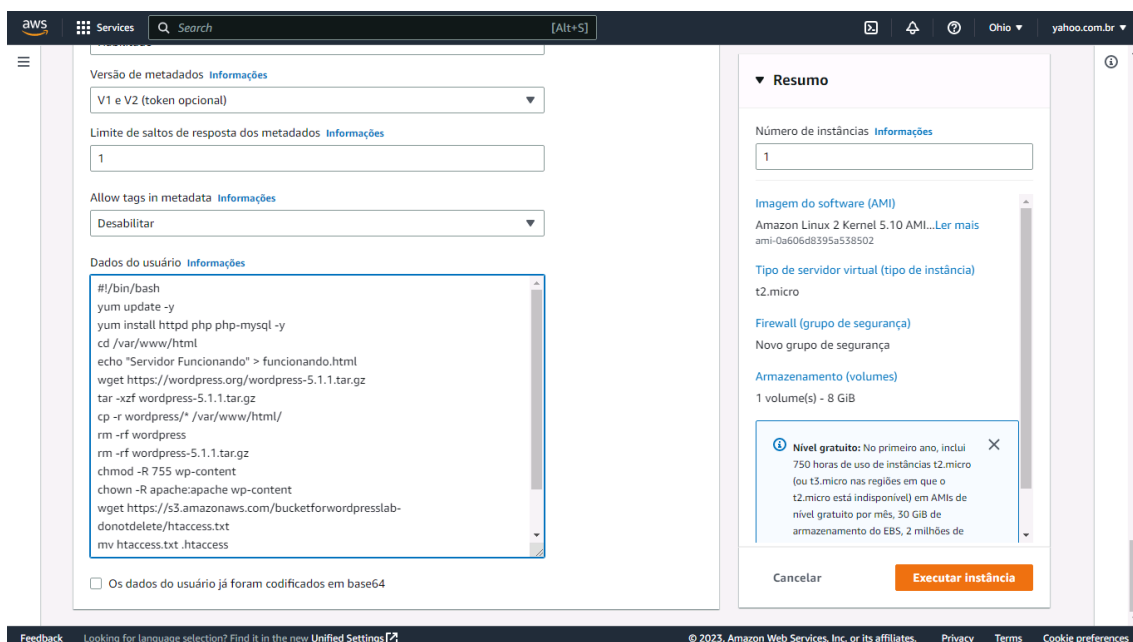 aws Services Search [Alt+S] Ohio yahoo.com.br
Versão de metadados Informações
V1 e V2 (token opcional)
Limite de saltos de resposta dos metadados Informações
1
Allow tags in metadata Informações
Desabilitar
Dados do usuário Informações
#!/bin/bash
yum update -y
yum install httpd php php-mysql -y
cd /var/www/html
echo "Servidor Funcionando" > funcionando.html
wget https://wordpress.org/wordpress-5.1.1.tar.gz
tar -xzf wordpress-5.1.1.tar.gz
cp -r wordpress/* /var/www/html/
rm -rf wordpress
rm -rf wordpress-5.1.1.tar.gz
chmod -R 755 wp-content
chown -R apache:apache wp-content
wget https://s3.amazonaws.com/bucketforwordpresslab-
donotdelete/htaccess.txt
mv htaccess.txt .htaccess
Os dados do usuário já foram codificados em base64
Resumo
Número de instâncias Informações
1
Imagem do software (AMI)
Amazon Linux 2 Kernel 5.10 AMI...Ler mais
ami-0a606d8395a538502
Tipo de servidor virtual (tipo de instância)
t2.micro
Firewall (grupo de segurança)
Novo grupo de segurança
Armazenamento (volumes)
1 volume(s) - 8 GiB
Nível gratuito: No primeiro ano, inclui
750 horas de uso de instâncias t2.micro
(ou t3.micro nas regiões em que o
t2.micro está indisponível) em AMIs de
nível gratuito por mês, 30 GiB de
armazenamento do EBS, 2 milhões de
Cancelar Executar instância
Feedback Looking for language selection? Find it in the new Unified Settings © 2023, Amazon Web Services, Inc. or its affiliates. Privacy Terms Cookie preferences